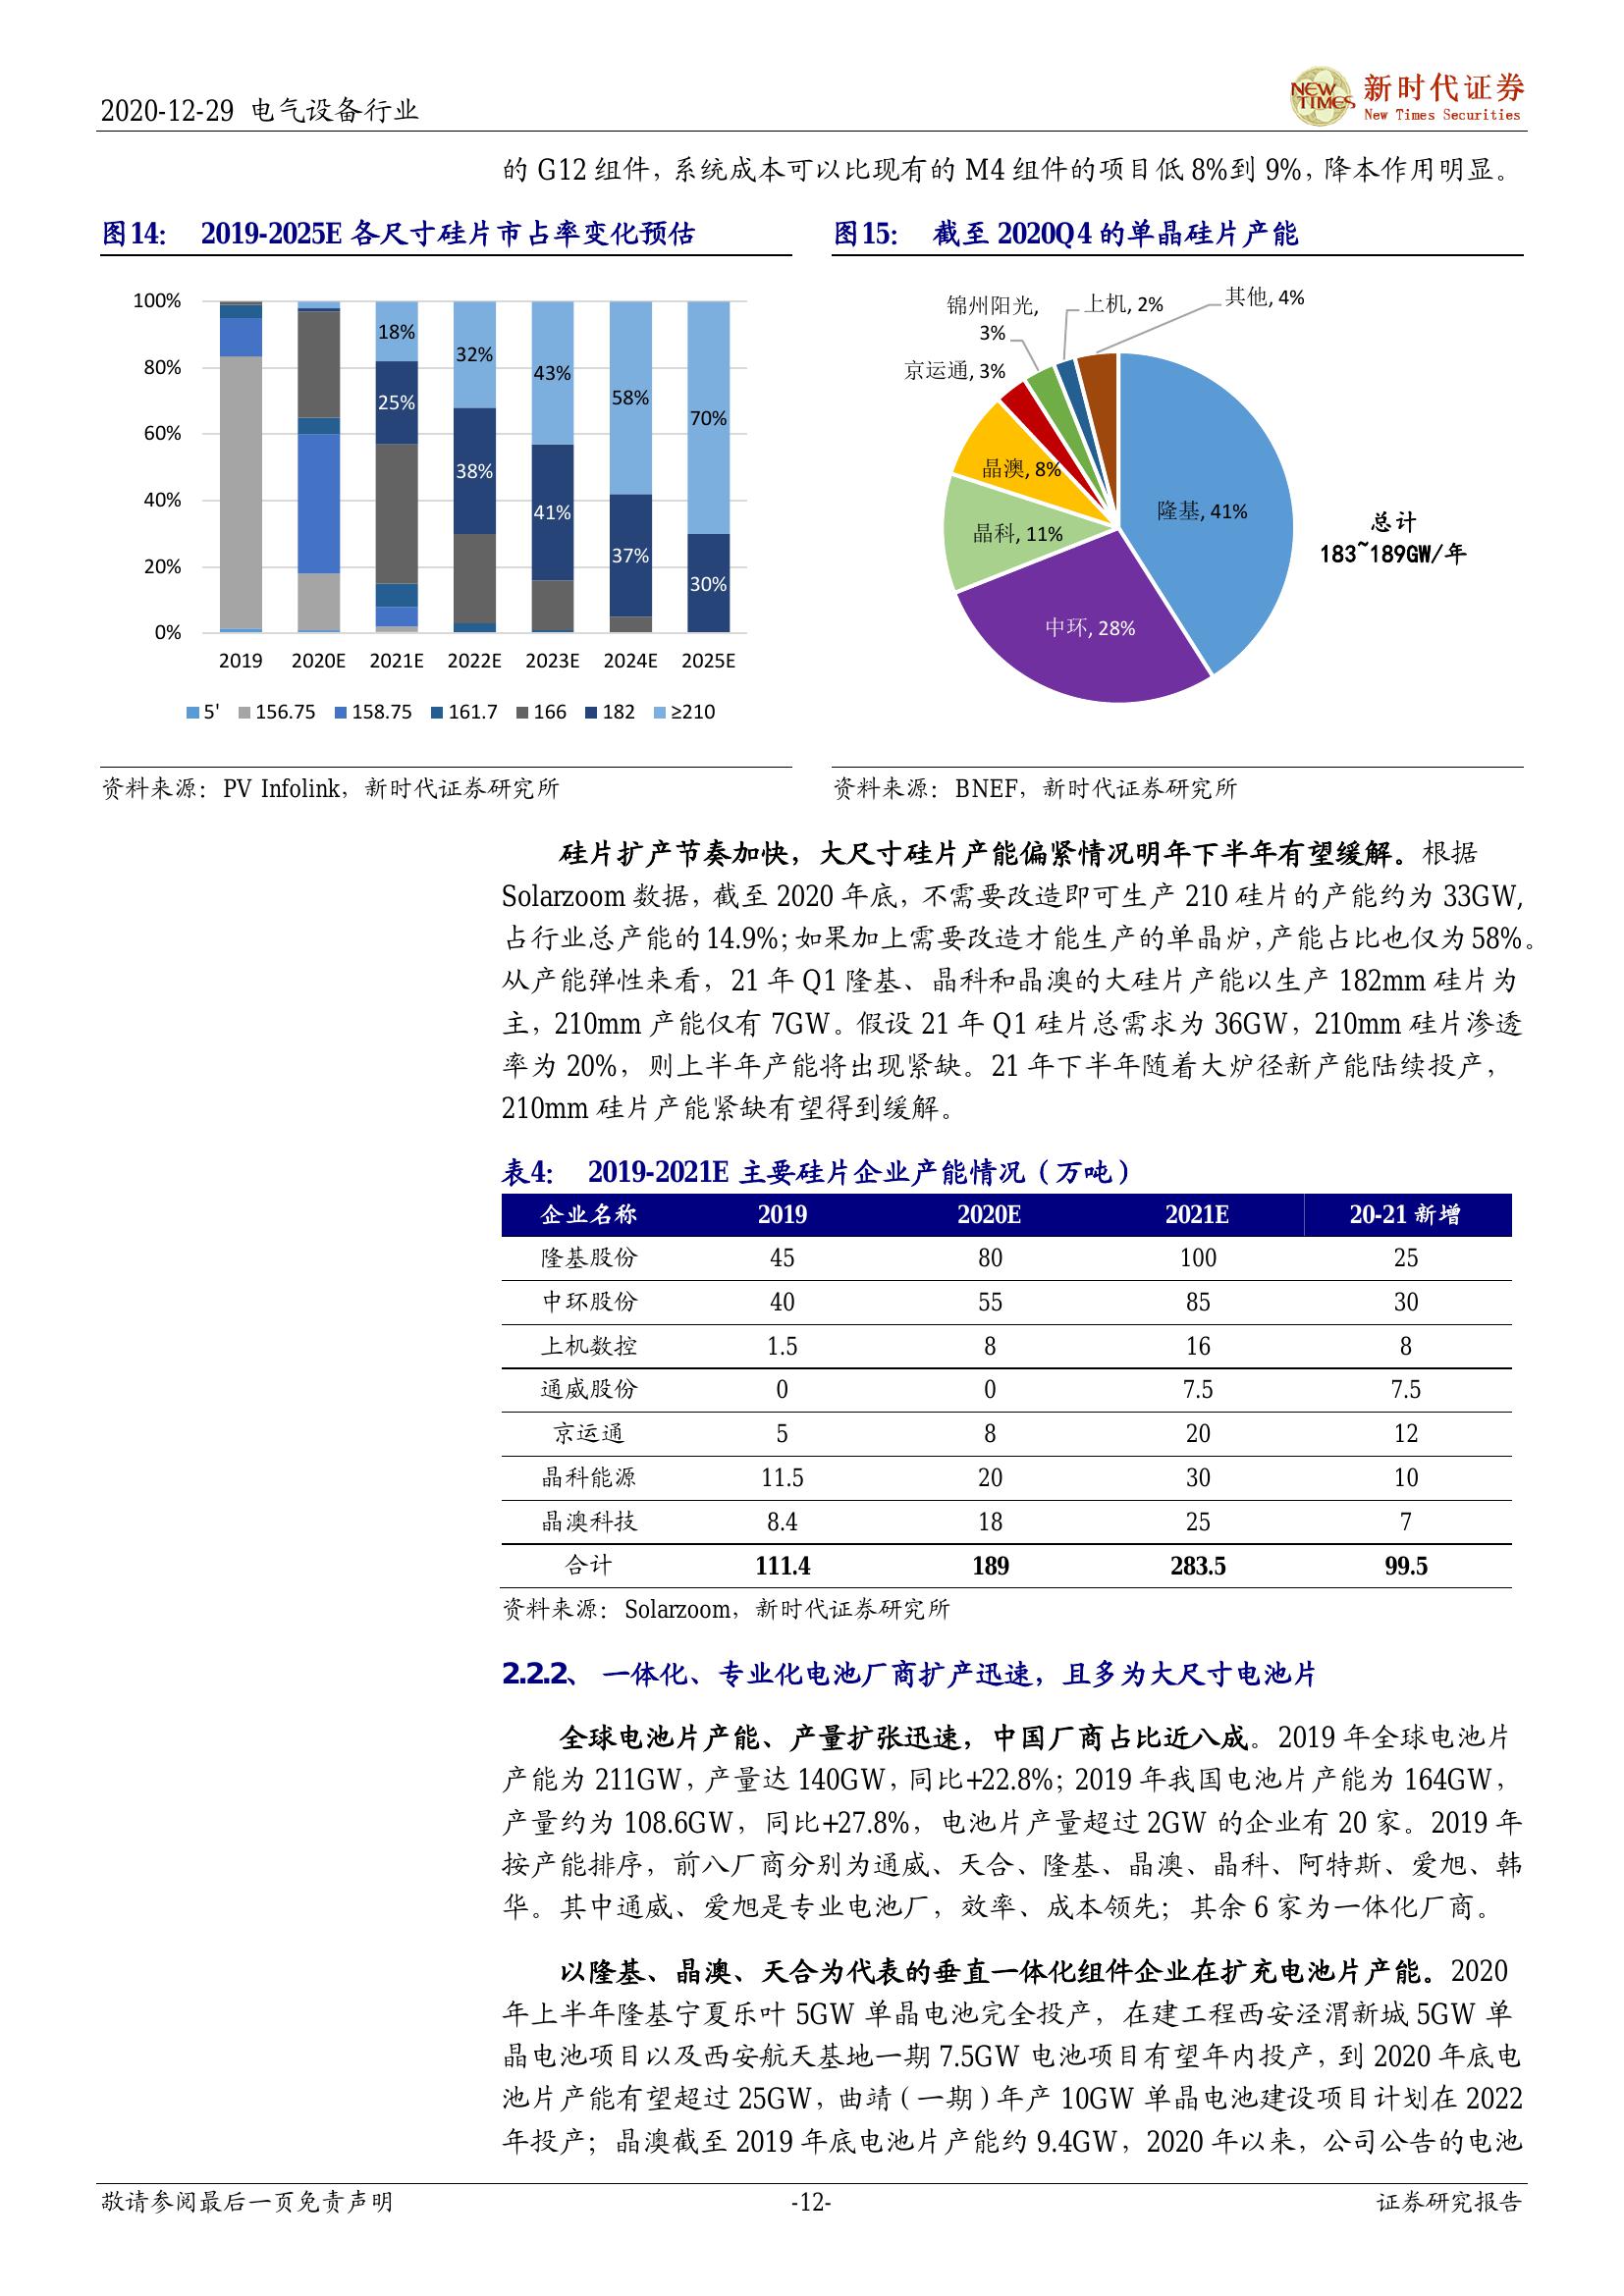 2020-12-29 电气设备行业
NEW TIMES
新时代证券
New Times Securities
的 G12 组件，系统成本可以比现有的 M4 组件的项目低 8%到 9%，降本作用明显。
图14： 2019-2025E 各尺寸硅片市占率变化预估
100%
80%
60%
40%
20%
0%
18%
25%
32%
38%
43%
41%
58%
37%
70%
30%
2019 2020E 2021E 2022E 2023E 2024E 2025E
5' 156.75 158.75 161.7 166 182 ≥210
资料来源：PV Infolink，新时代证券研究所
图15： 截至 2020Q4 的单晶硅片产能
锦州阳光,
3%
上机, 2%
其他, 4%
京运通, 3%
晶澳, 8%
隆基, 41%
晶科, 11%
中环, 28%
总计
183~189GW/年
资料来源：BNEF，新时代证券研究所
硅片扩产节奏加快，大尺寸硅片产能偏紧情况明年下半年有望缓解。根据
Solarzoom 数据，截至 2020 年底，不需要改造即可生产 210 硅片的产能约为 33GW,
占行业总产能的 14.9%；如果加上需要改造才能生产的单晶炉，产能占比也仅为 58%。
从产能弹性来看，21 年 Q1 隆基、晶科和晶澳的大硅片产能以生产 182mm 硅片为
主，210mm 产能仅有 7GW。假设 21 年 Q1 硅片总需求为 36GW，210mm 硅片渗透
率为 20%，则上半年产能将出现紧缺。21 年下半年随着大炉径新产能陆续投产，
210mm 硅片产能紧缺有望得到缓解。
表4： 2019-2021E 主要硅片企业产能情况（万吨）
企业名称 2019 2020E 2021E 20-21 新增
隆基股份 45 80 100 25
中环股份 40 55 85 30
上机数控 1.5 8 16 8
通威股份 0 0 7.5 7.5
京运通 5 8 20 12
晶科能源 11.5 20 30 10
晶澳科技 8.4 18 25 7
合计 111.4 189 283.5 99.5
资料来源：Solarzoom，新时代证券研究所
2.2.2、 一体化、专业化电池厂商扩产迅速，且多为大尺寸电池片
全球电池片产能、产量扩张迅速，中国厂商占比近八成。2019 年全球电池片
产能为 211GW，产量达 140GW，同比+22.8%；2019 年我国电池片产能为 164GW，
产量约为 108.6GW，同比+27.8%，电池片产量超过 2GW 的企业有 20 家。2019 年
按产能排序，前八厂商分别为通威、天合、隆基、晶澳、晶科、阿特斯、爱旭、韩
华。其中通威、爱旭是专业电池厂，效率、成本领先；其余 6 家为一体化厂商。
以隆基、晶澳、天合为代表的垂直一体化组件企业在扩充电池片产能。2020
年上半年隆基宁夏乐叶 5GW 单晶电池完全投产，在建工程西安泾渭新城 5GW 单
晶电池项目以及西安航天基地一期 7.5GW 电池项目有望年内投产，到 2020 年底电
池片产能有望超过 25GW，曲靖（一期）年产 10GW 单晶电池建设项目计划在 2022
年投产；晶澳截至 2019 年底电池片产能约 9.4GW，2020 年以来，公司公告的电池
敬请参阅最后一页免责声明
-12-
证券研究报告